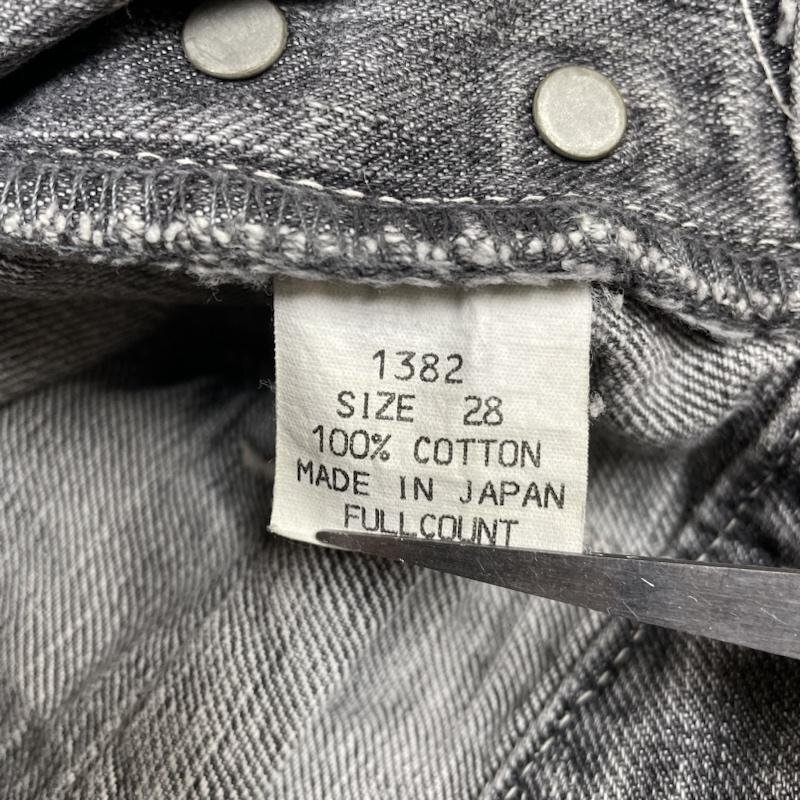 1382
SIZE 28
100% COTTON
MADE IN JAPAN
FULLCOUNT